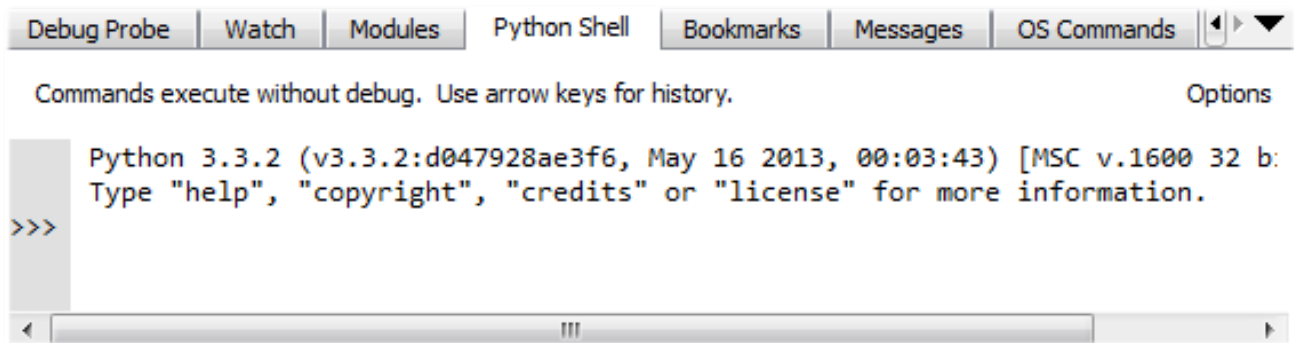 Debug Probe Watch Modules Python Shell Bookmarks Messages OS Commands
Commands execute without debug. Use arrow keys for history. Options
Python 3.3.2 (v3.3.2:d047928ae3f6, May 16 2013, 00:03:43) [MSC v.1600 32 b
Type "help", "copyright", "credits" or "license" for more information.
>>>